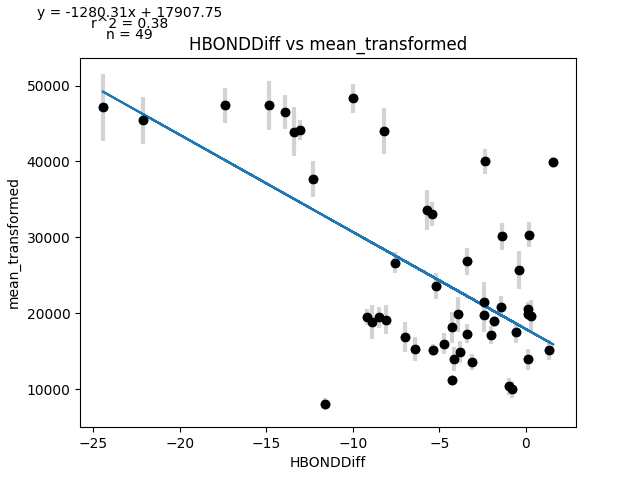 y = -1280.31x + 17907.75
r^2 = 0.38
n = 49
HBONDDiff vs mean_transformed
50000
40000
30000
20000
10000
mean_transformed
−25
−20
−15
−10
−5
0
HBONDDiff